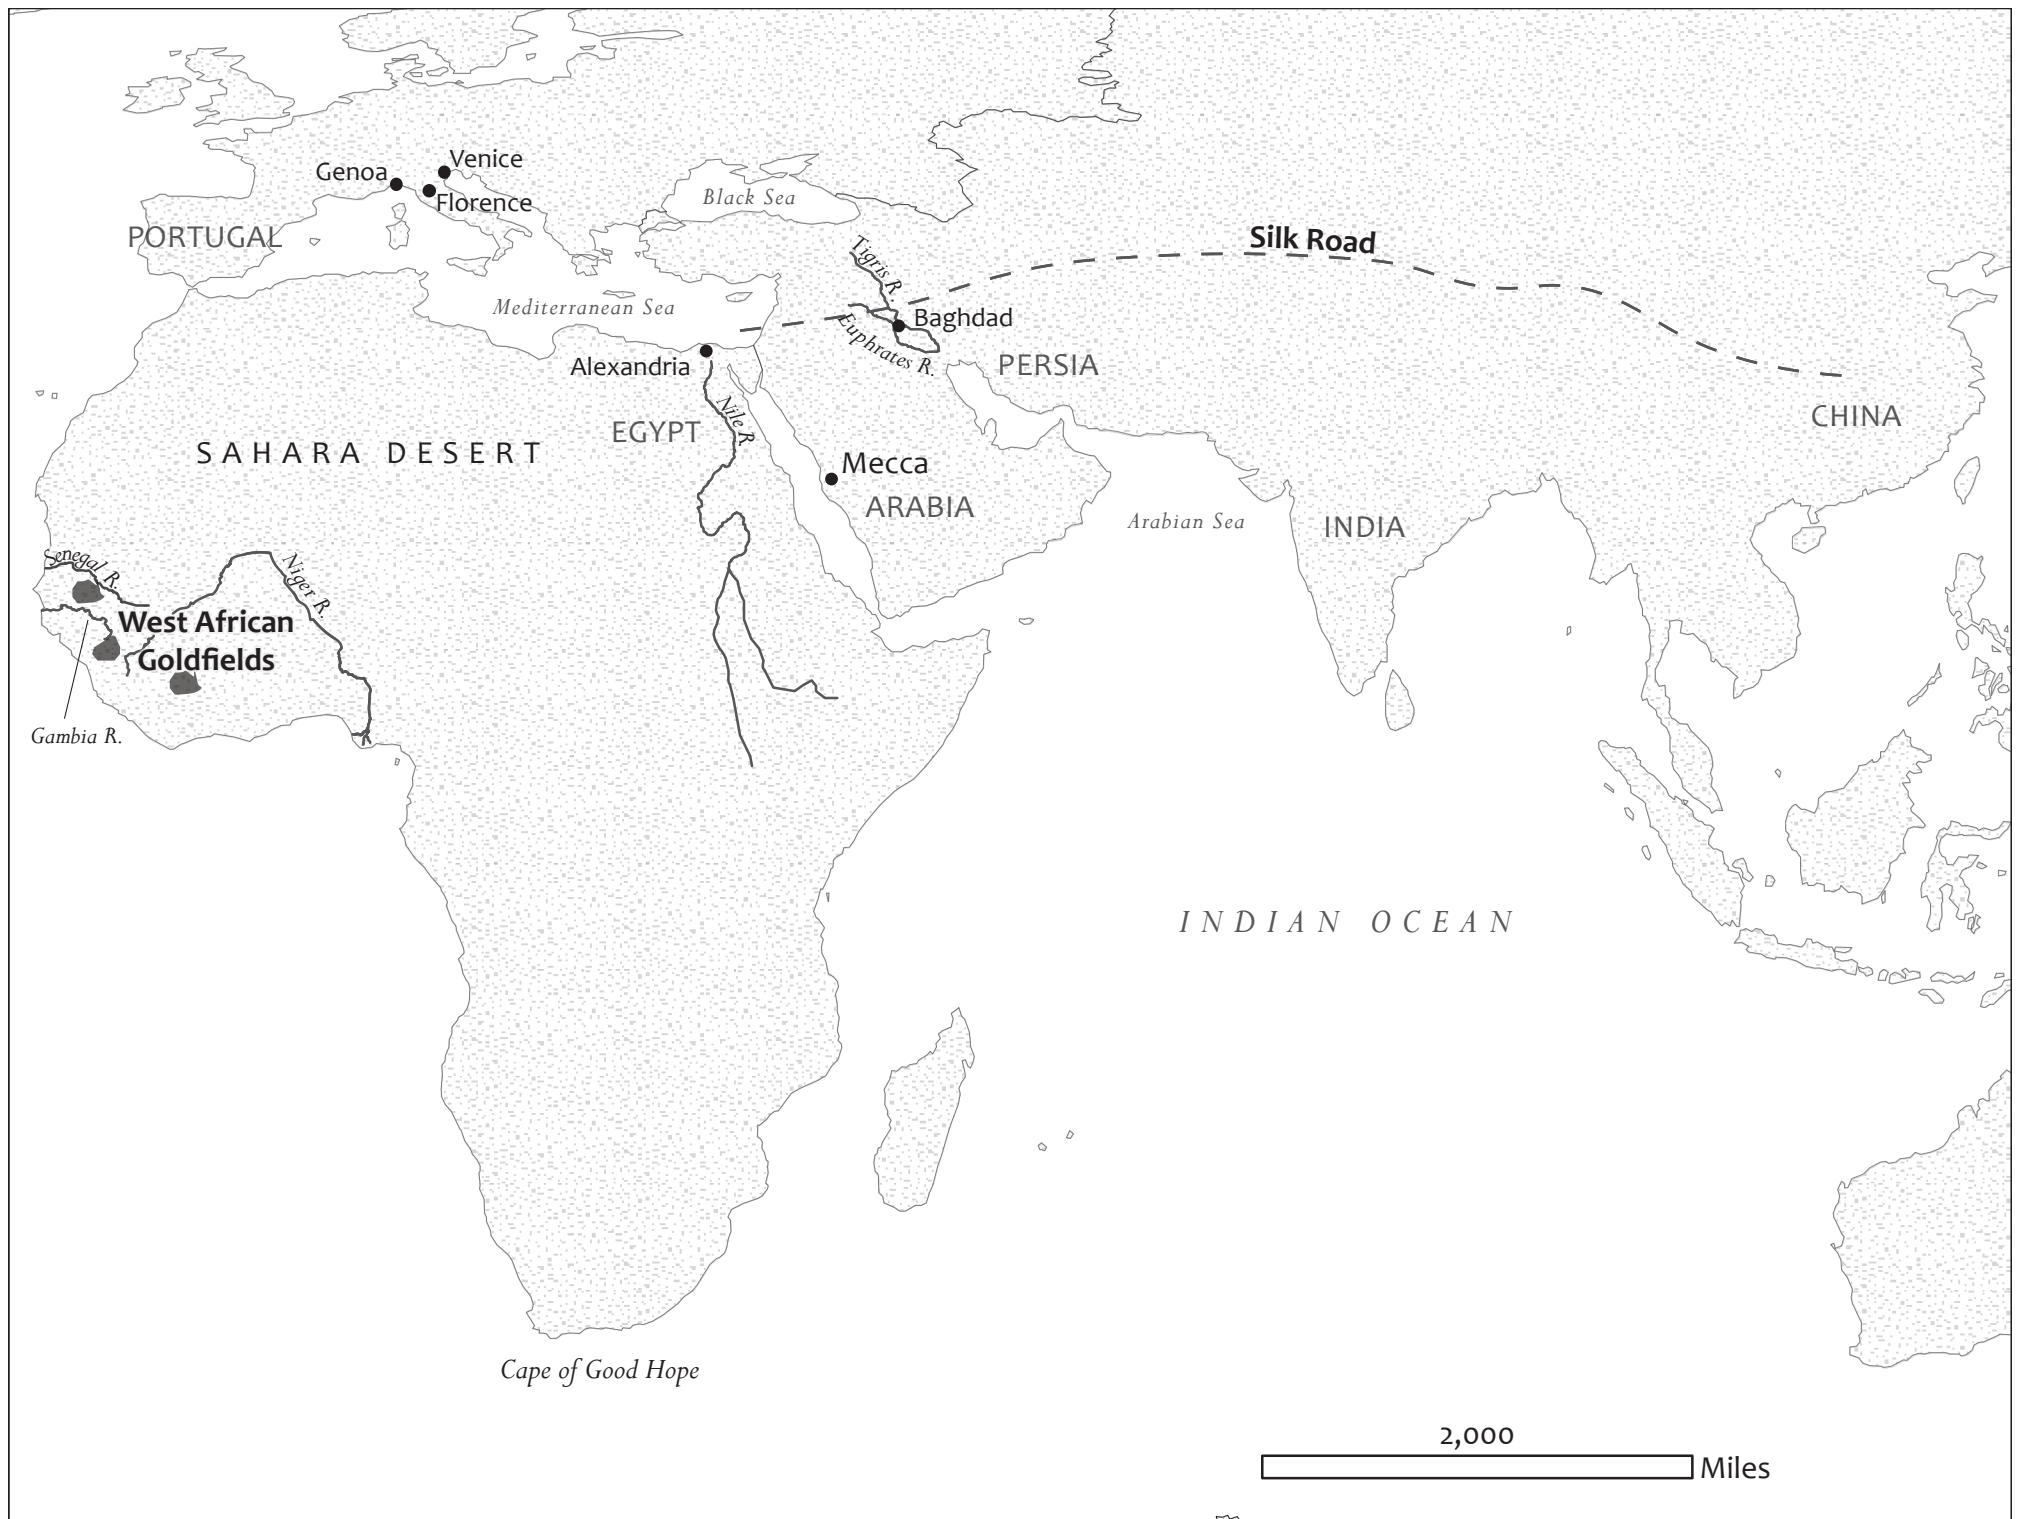 Venice
Genoa
Florence
Black Sea
PORTUGAL
Silk Road
Tigris R.
Mediterranean Sea
Baghdad
Euphrates R.
Alexandria
PERSIA
Nile R.
CHINA
EGYPT
SAHARA DESERT
Mecca
ARABIA
Arabian Sea
INDIA
Senegal R.
Niger R.
West African
Goldfields
Gambia R.
INDIAN OCEAN
Cape of Good Hope
2,000
Miles